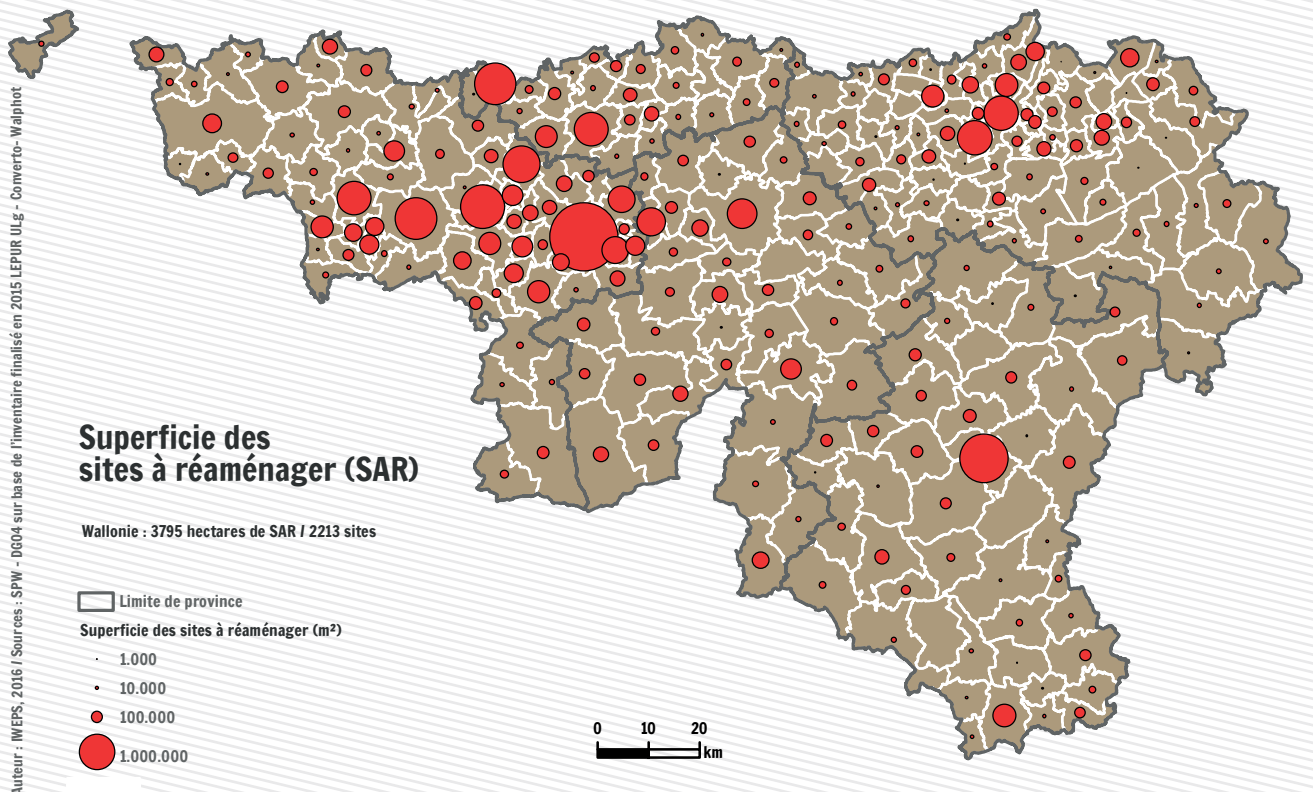 Superficie des
sites à réaménager (SAR)
Wallonie : 3795 hectares de SAR / 2213 sites
Limite de province
Superficie des sites à réaménager (m²)
1.000
10.000
100.000
1.000.000
0 10 20
km
Auteur : IWEPS, 2016 / Sources : SPW - DGO4 sur base de l'inventaire finalisé en 2015 LEPUR ULg - Converto- Walphot